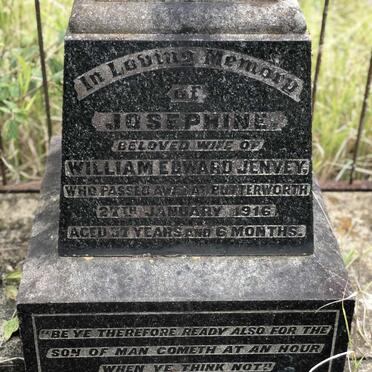 In Loving Memory
of
JOSEPHINE
BELOVED WIFE OF
WILLIAM EDWARD JENVEY,
WHO PASSED AWAY AT BUTTERWORTH
27TH JANUARY 1916
AGED 37 YEARS AND 6 MONTHS.
"BE YE THEREFORE READY ALSO FOR THE
SON OF MAN COMETH AT AN HOUR
WHEN YE THINK NOT."